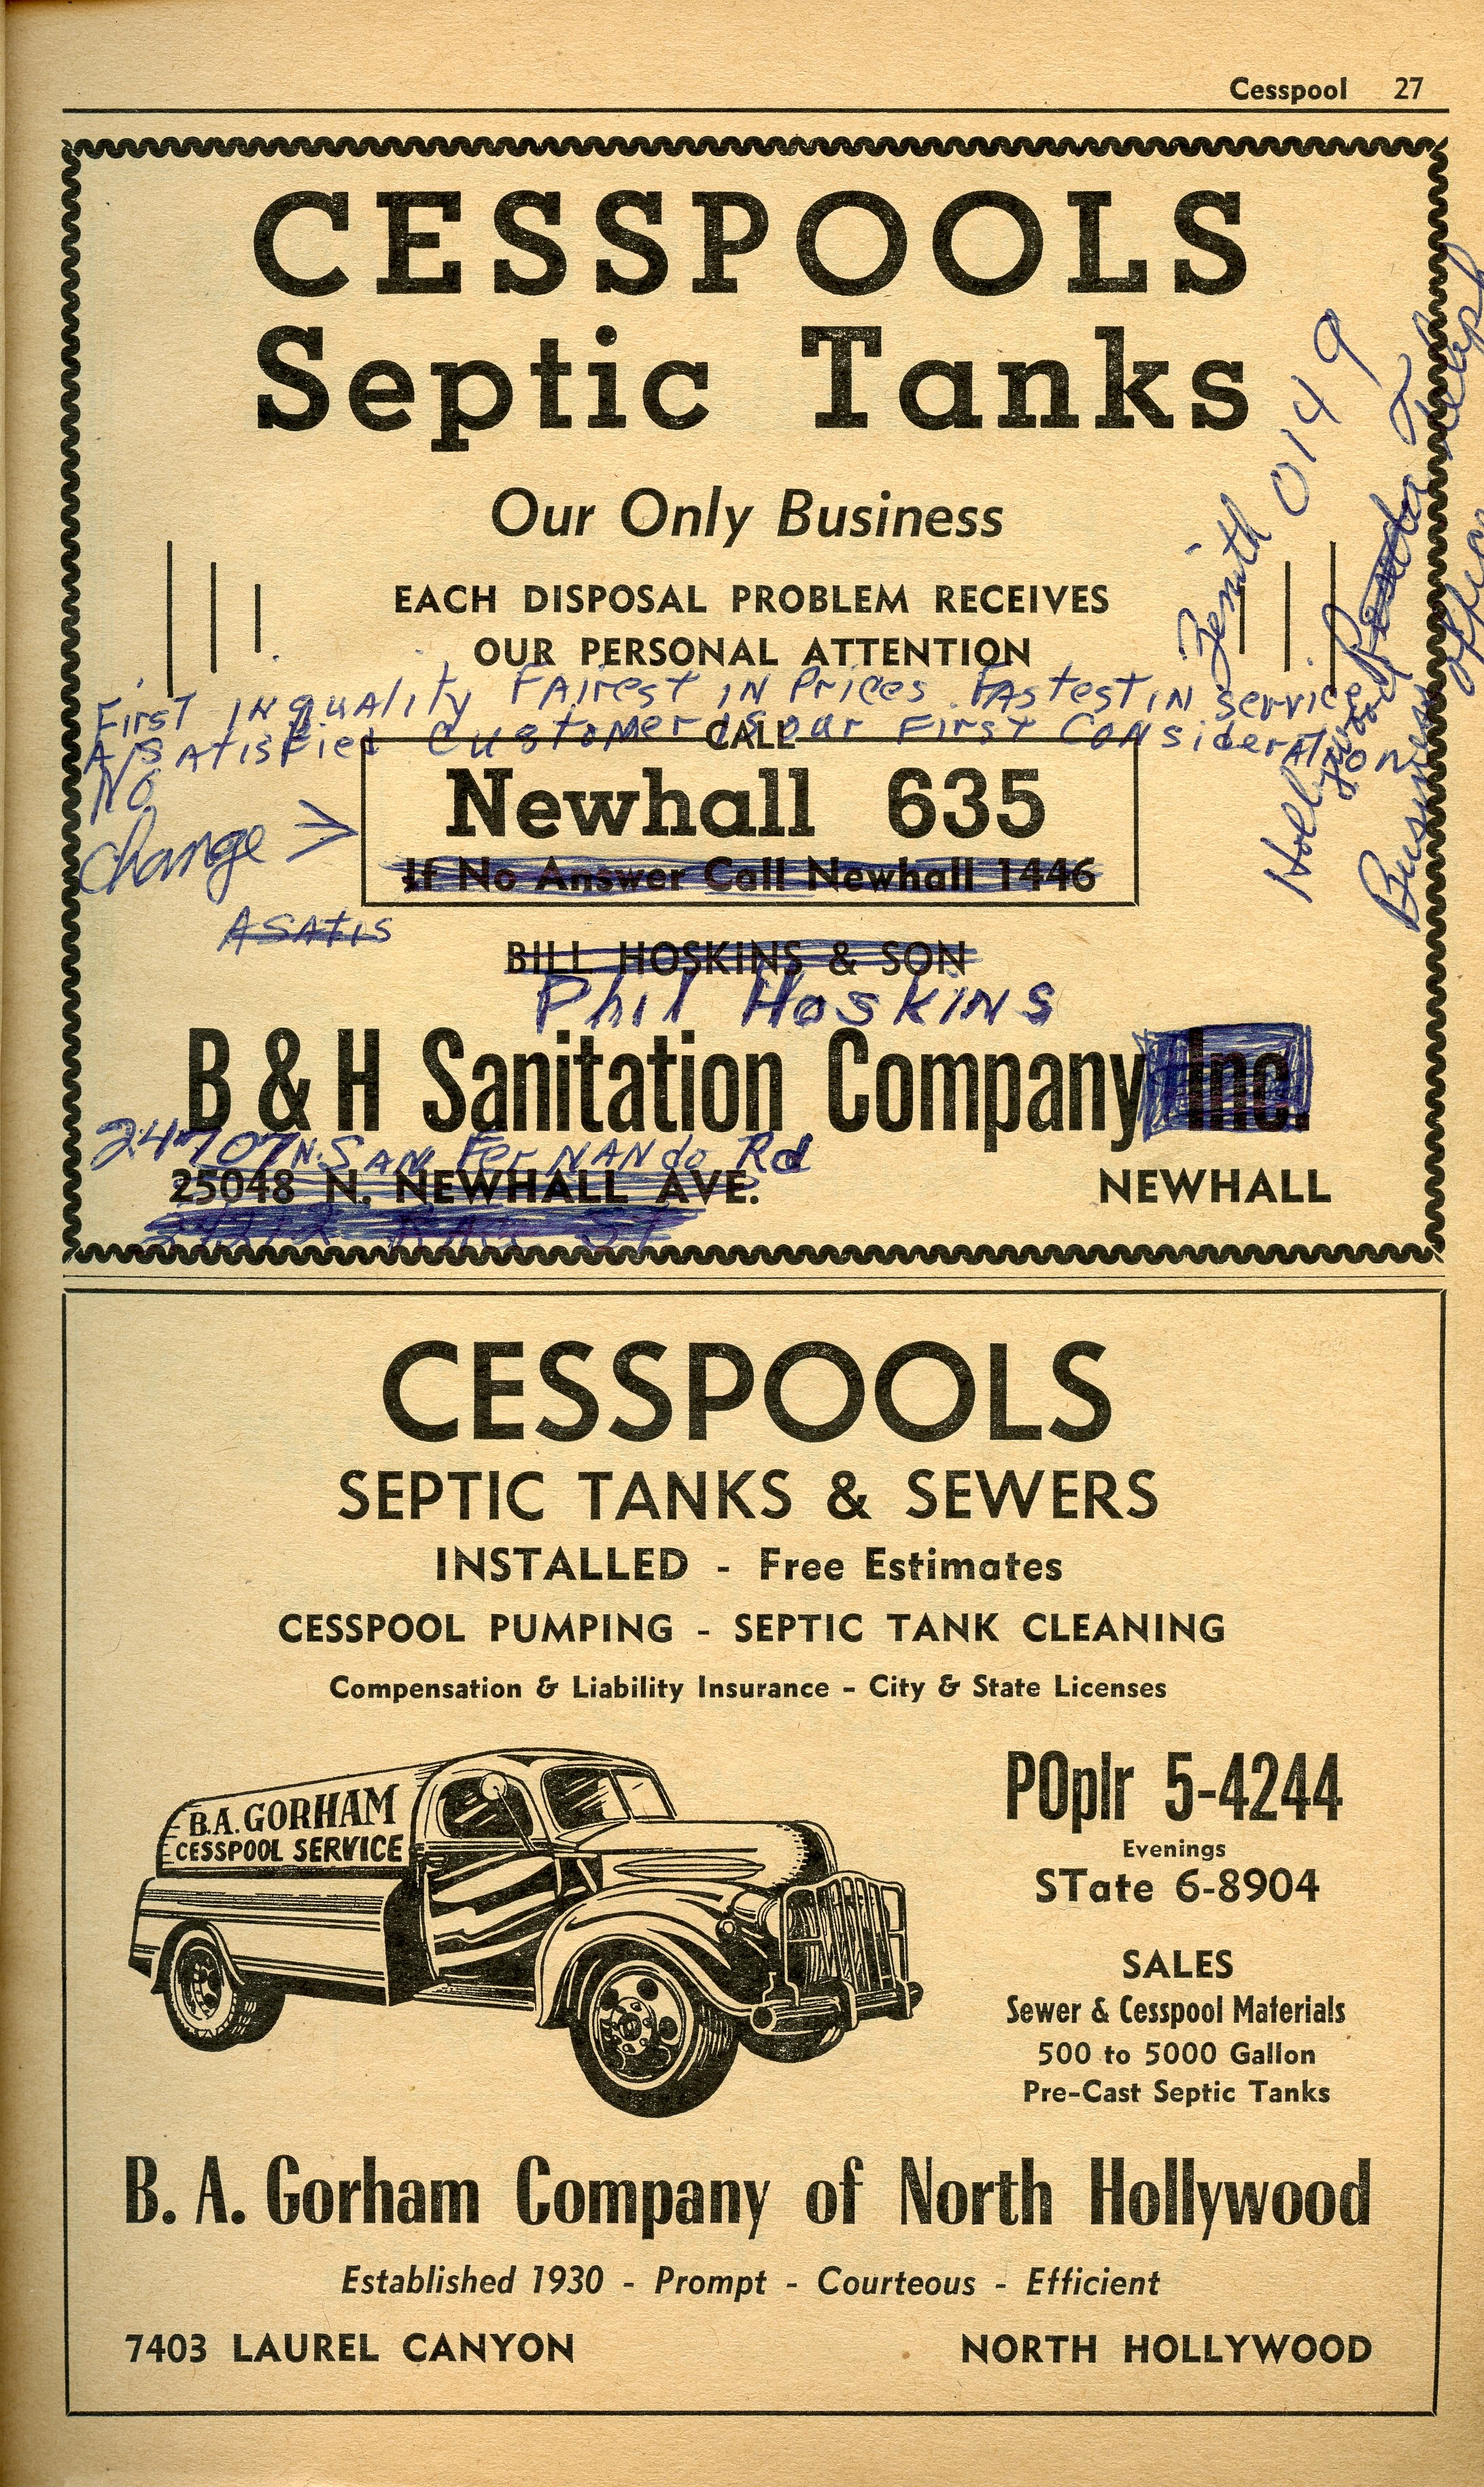 Cesspool 27
CESSPOOLS
Septic Tanks
Our Only Business
EACH DISPOSAL PROBLEM RECEIVES
OUR PERSONAL ATTENTION
First IN quality Fairest IN Prices Fastest IN service
A SAtisfied Customer is our First Consideration
CALL
No
change >
Newhall 635
If No Answer Call Newhall 1446
ASAtis
BILL HOSKINS & SON
Phil HoskiNs
B & H Sanitation Company Inc.
24707 N. SAN FerNANdo Rd
25048 N. NEWHALL AVE. NEWHALL
Zenith 0149
Business office
CESSPOOLS
SEPTIC TANKS & SEWERS
INSTALLED - Free Estimates
CESSPOOL PUMPING - SEPTIC TANK CLEANING
Compensation & Liability Insurance - City & State Licenses
B.A. GORHAM
CESSPOOL SERVICE
POplr 5-4244
Evenings
STate 6-8904
SALES
Sewer & Cesspool Materials
500 to 5000 Gallon
Pre-Cast Septic Tanks
B. A. Gorham Company of North Hollywood
Established 1930 - Prompt - Courteous - Efficient
7403 LAUREL CANYON NORTH HOLLYWOOD